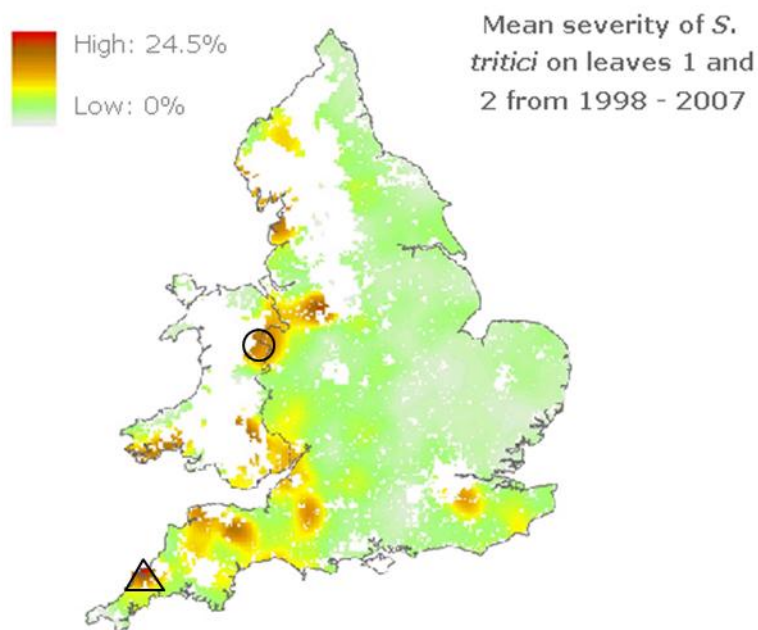 High: 24.5%
Low: 0%
Mean severity of S.
tritici on leaves 1 and
2 from 1998 - 2007